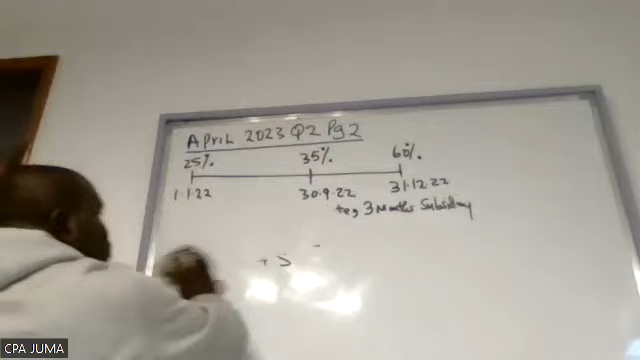 April 2023 Q2 Pg 2
25% 35% 60%
1.1.22 30.9.22 31.12.22
3 Months Subsidiary
CPA JUMA